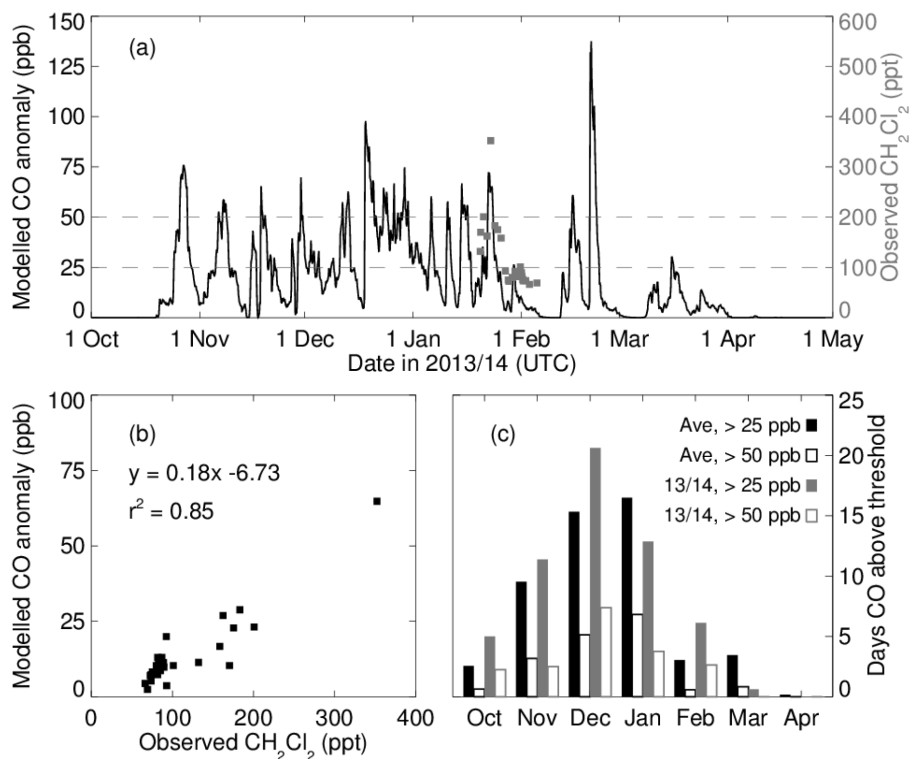 (a)
Modelled CO anomaly (ppb)
150
125
100
75
50
25
0
600
500
400
300
200
100
0
Observed CH2Cl2 (ppt)
1 Oct 1 Nov 1 Dec 1 Jan 1 Feb 1 Mar 1 Apr 1 May
Date in 2013/14 (UTC)
(b)
y = 0.18x -6.73
r² = 0.85
Modelled CO anomaly (ppb)
100
75
50
25
0
0 100 200 300 400
Observed CH2Cl2 (ppt)
(c)
Ave, > 25 ppb
Ave, > 50 ppb
13/14, > 25 ppb
13/14, > 50 ppb
25
20
15
10
5
0
Days CO above threshold
Oct Nov Dec Jan Feb Mar Apr